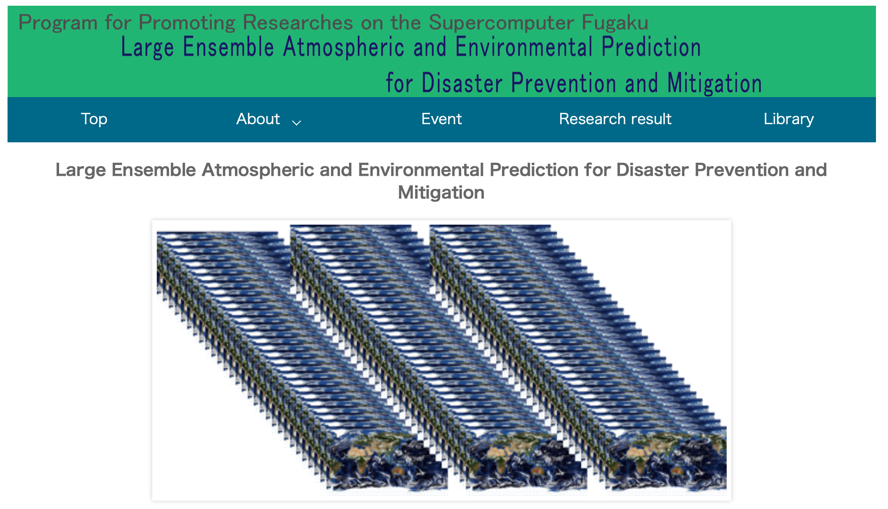 Program for Promoting Researches on the Supercomputer Fugaku
Large Ensemble Atmospheric and Environmental Prediction
for Disaster Prevention and Mitigation
Top
About
Event
Research result
Library
Large Ensemble Atmospheric and Environmental Prediction for Disaster Prevention and
Mitigation